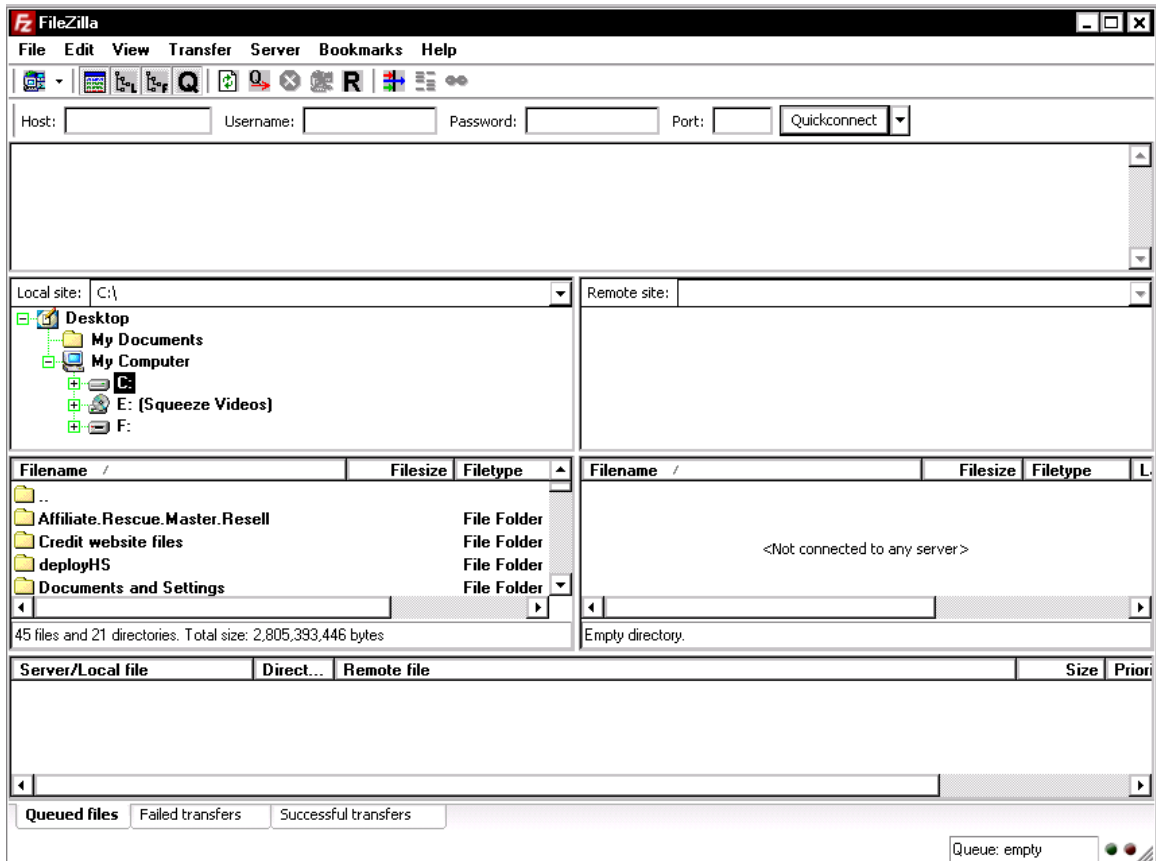 FileZilla
File Edit View Transfer Server Bookmarks Help
L F Q Q R
Host: Username: Password: Port: Quickconnect
Local site: C:\
Desktop
My Documents
My Computer
C:
E: (Squeeze Videos)
F:
Remote site:
Filename / Filesize Filetype
..
Affiliate.Rescue.Master.Resell File Folder
Credit website files File Folder
deployHS File Folder
Documents and Settings File Folder
45 files and 21 directories. Total size: 2,805,393,446 bytes
Filename / Filesize Filetype L
<Not connected to any server>
Empty directory.
Server/Local file Direct... Remote file Size Priori
Queued files Failed transfers Successful transfers
Queue: empty